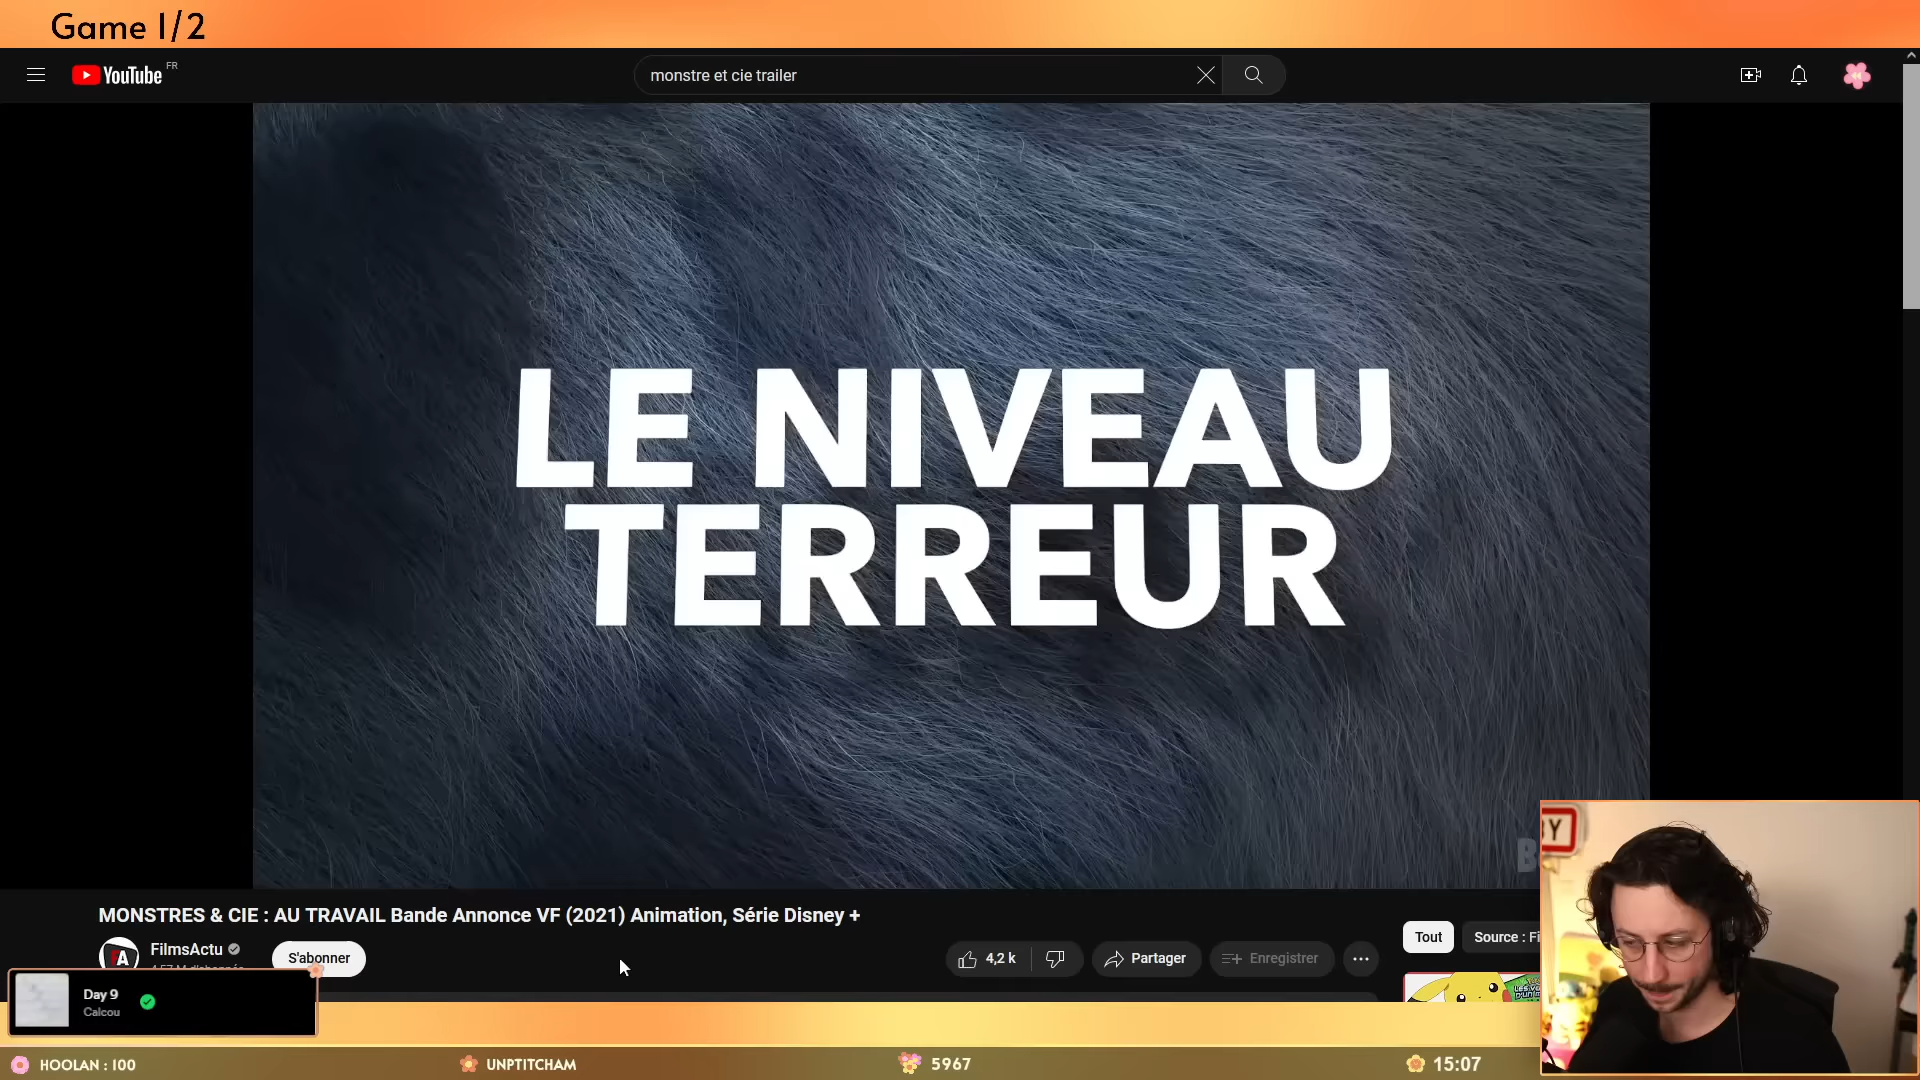 Game 1/2
YouTube FR
monstre et cie trailer
LE NIVEAU
TERREUR
MONSTRES & CIE : AU TRAVAIL Bande Annonce VF (2021) Animation, Série Disney +
FilmsActu
S'abonner
4,2 k
Partager
Enregistrer
Tout
Source : Fi
FA
Day 9
Calcou
BY
HOOLAN : 100
UNPTITCHAM
5967
15:07